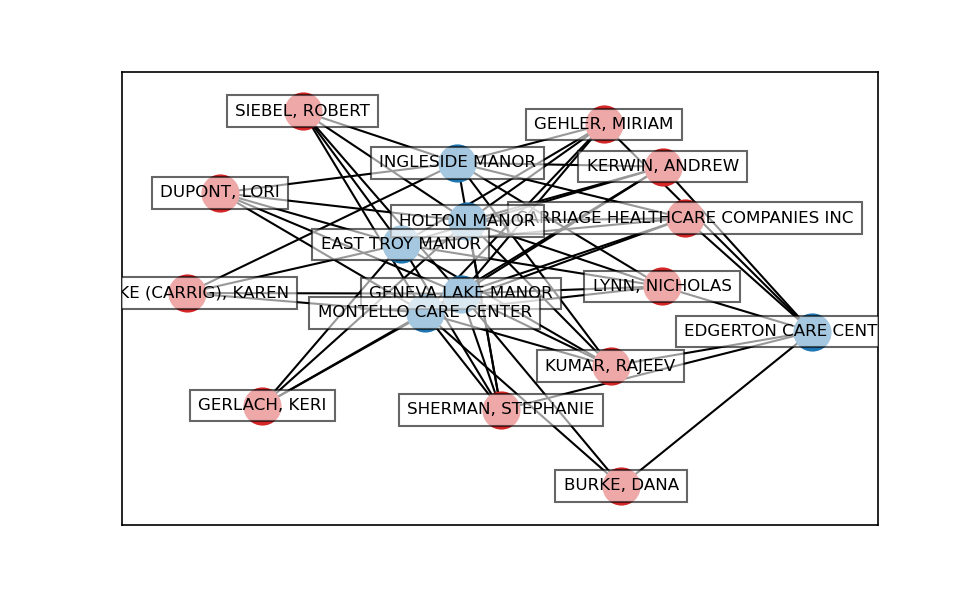 SIEBEL, ROBERT
GEHLER, MIRIAM
INGLESIDE MANOR
KERWIN, ANDREW
DUPONT, LORI
HOLTON MANOR
ARRIAGE HEALTHCARE COMPANIES INC
EAST TROY MANOR
LYNN, NICHOLAS
KE (CARRIG), KAREN
GENEVA LAKE MANOR
MONTELLO CARE CENTER
EDGERTON CARE CENT
KUMAR, RAJEEV
GERLACH, KERI
SHERMAN, STEPHANIE
BURKE, DANA